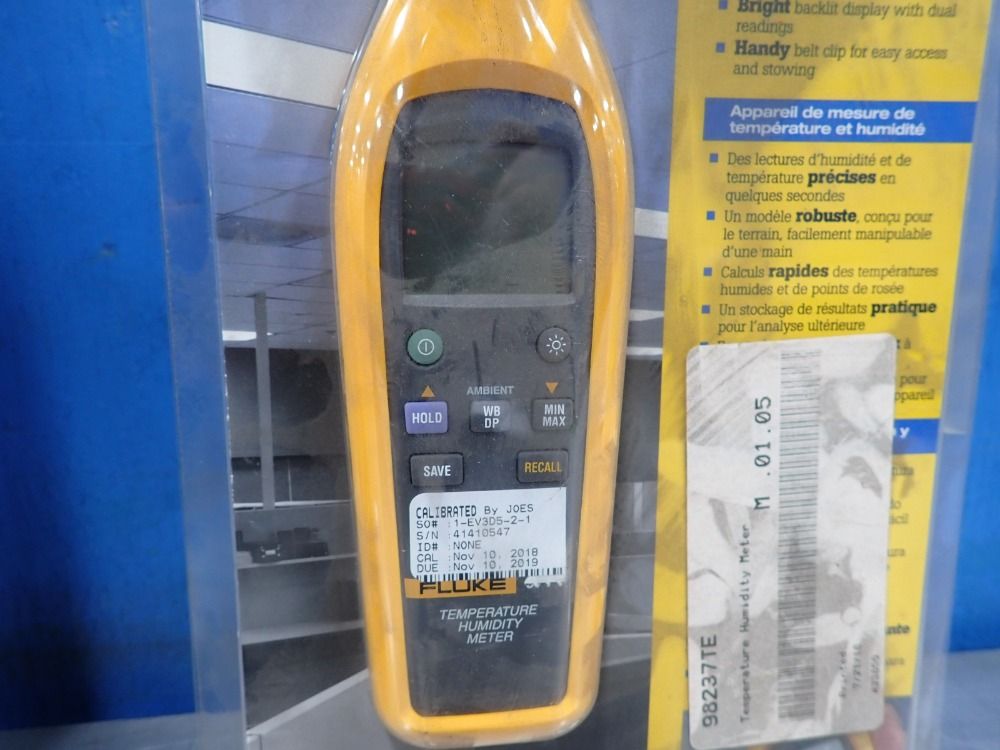 Bright backlit display with dual
readings
Handy belt clip for easy access
and stowing
Appareil de mesure de
température et humidité
Des lectures d'humidité et de
température précises en
quelques secondes
Un modèle robuste, conçu pour
le terrain, facilement manipulable
d'une main
Calculs rapides des températures
humides et de points de rosée
Un stockage de résultats pratique
pour l'analyse ultérieure
à
pour
y
AMBIENT
HOLD
WB
DP
MIN
MAX
SAVE
RECALL
CALIBRATED By JOES
SO# : 1-EV3D5-2-1
S/N : 41410547
ID# : NONE
CAL : Nov 10, 2018
DUE : Nov 10, 2019
FLUKE
TEMPERATURE
HUMIDITY
METER
98237TE
Temperature Humidity Meter
M .01.05